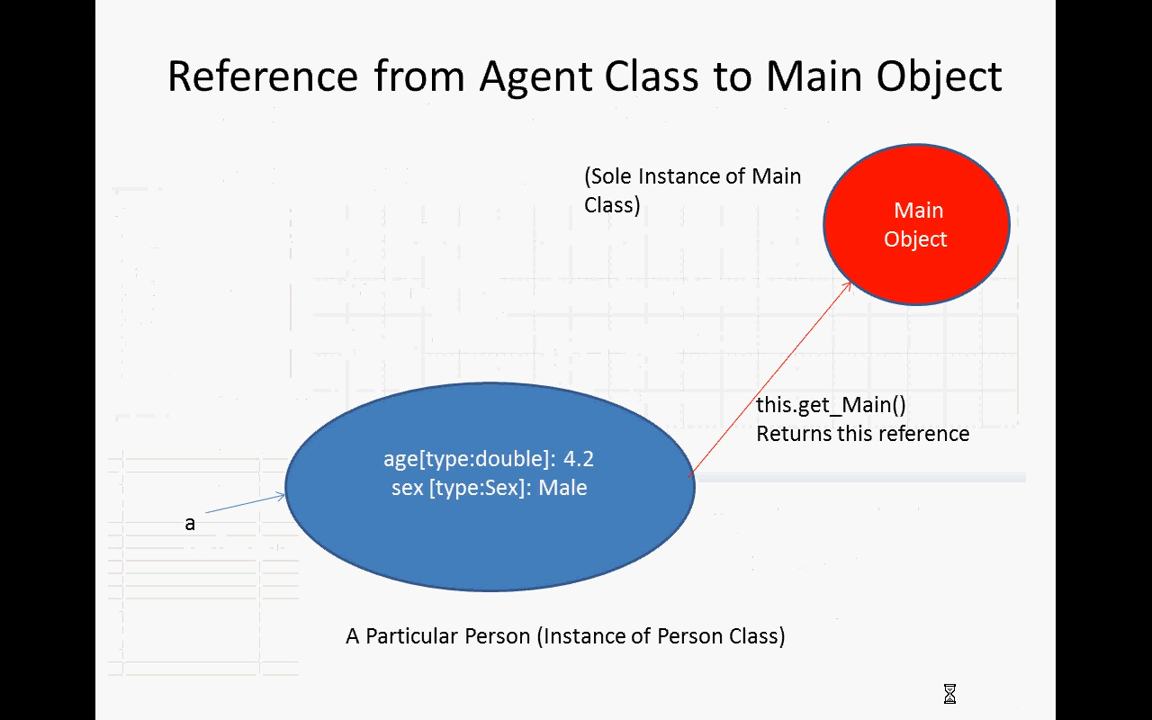 Reference from Agent Class to Main Object
(Sole Instance of Main
Class)
Main
Object
this.get_Main()
Returns this reference
age[type:double]: 4.2
sex [type:Sex]: Male
a
A Particular Person (Instance of Person Class)